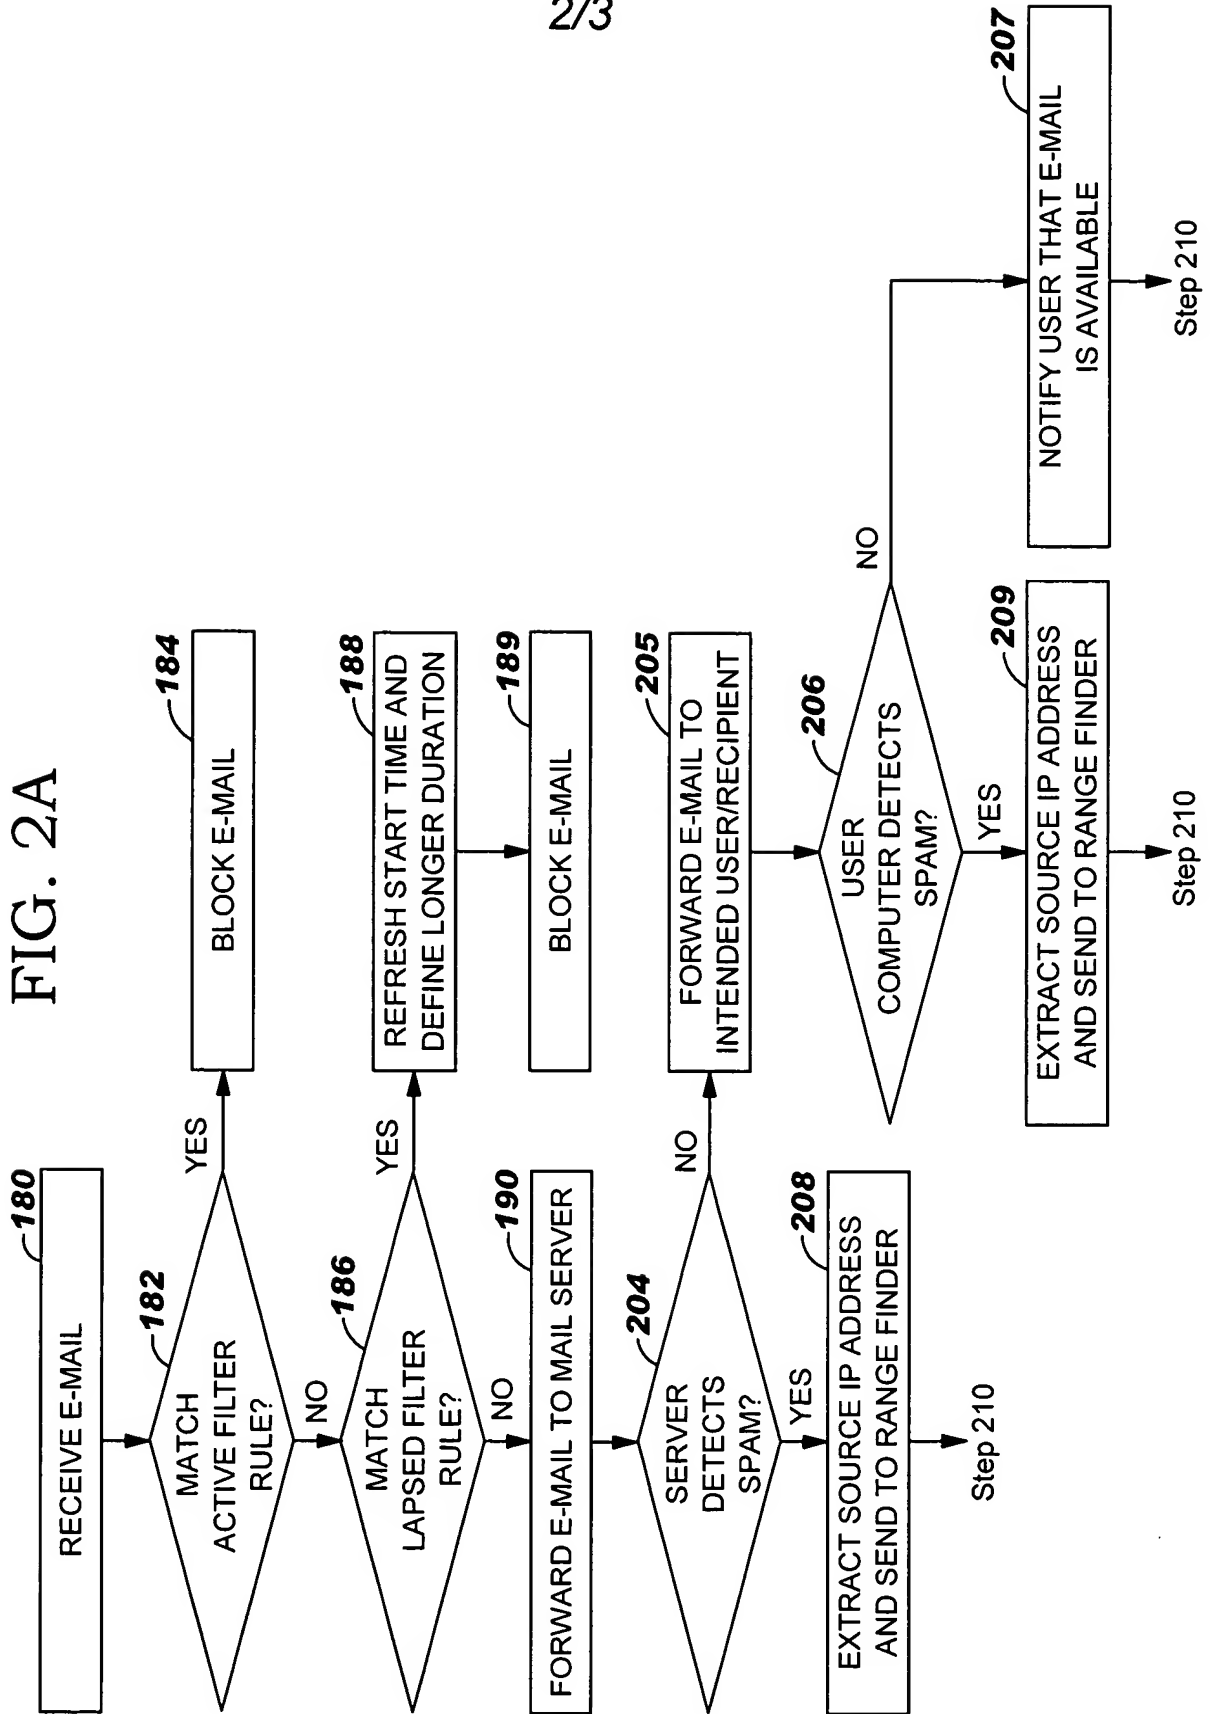 2/3
FIG. 2A
180
RECEIVE E-MAIL
182
MATCH
ACTIVE FILTER
RULE?
YES
184
BLOCK E-MAIL
NO
186
MATCH
LAPSED FILTER
RULE?
YES
188
REFRESH START TIME AND
DEFINE LONGER DURATION
189
BLOCK E-MAIL
NO
190
FORWARD E-MAIL TO MAIL SERVER
204
SERVER
DETECTS
SPAM?
NO
205
FORWARD E-MAIL TO
INTENDED USER/RECIPIENT
YES
208
EXTRACT SOURCE IP ADDRESS
AND SEND TO RANGE FINDER
Step 210
206
USER
COMPUTER DETECTS
SPAM?
NO
YES
209
EXTRACT SOURCE IP ADDRESS
AND SEND TO RANGE FINDER
Step 210
207
NOTIFY USER THAT E-MAIL
IS AVAILABLE
Step 210